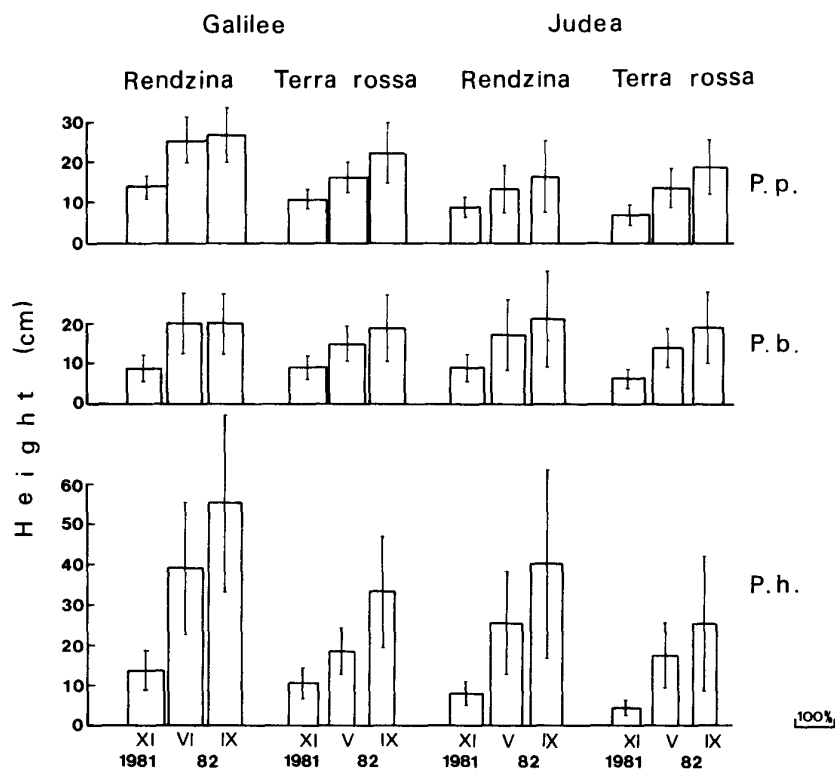 Galilee Judea
Rendzina Terra rossa Rendzina Terra rossa
30
20
10
0
P.p.
20
10
0
P.b.
Height (cm)
60
50
40
30
20
10
0
P.h.
100%
XI VI IX XI V IX XI V IX XI V IX
1981 82 1981 82 1981 82 1981 82